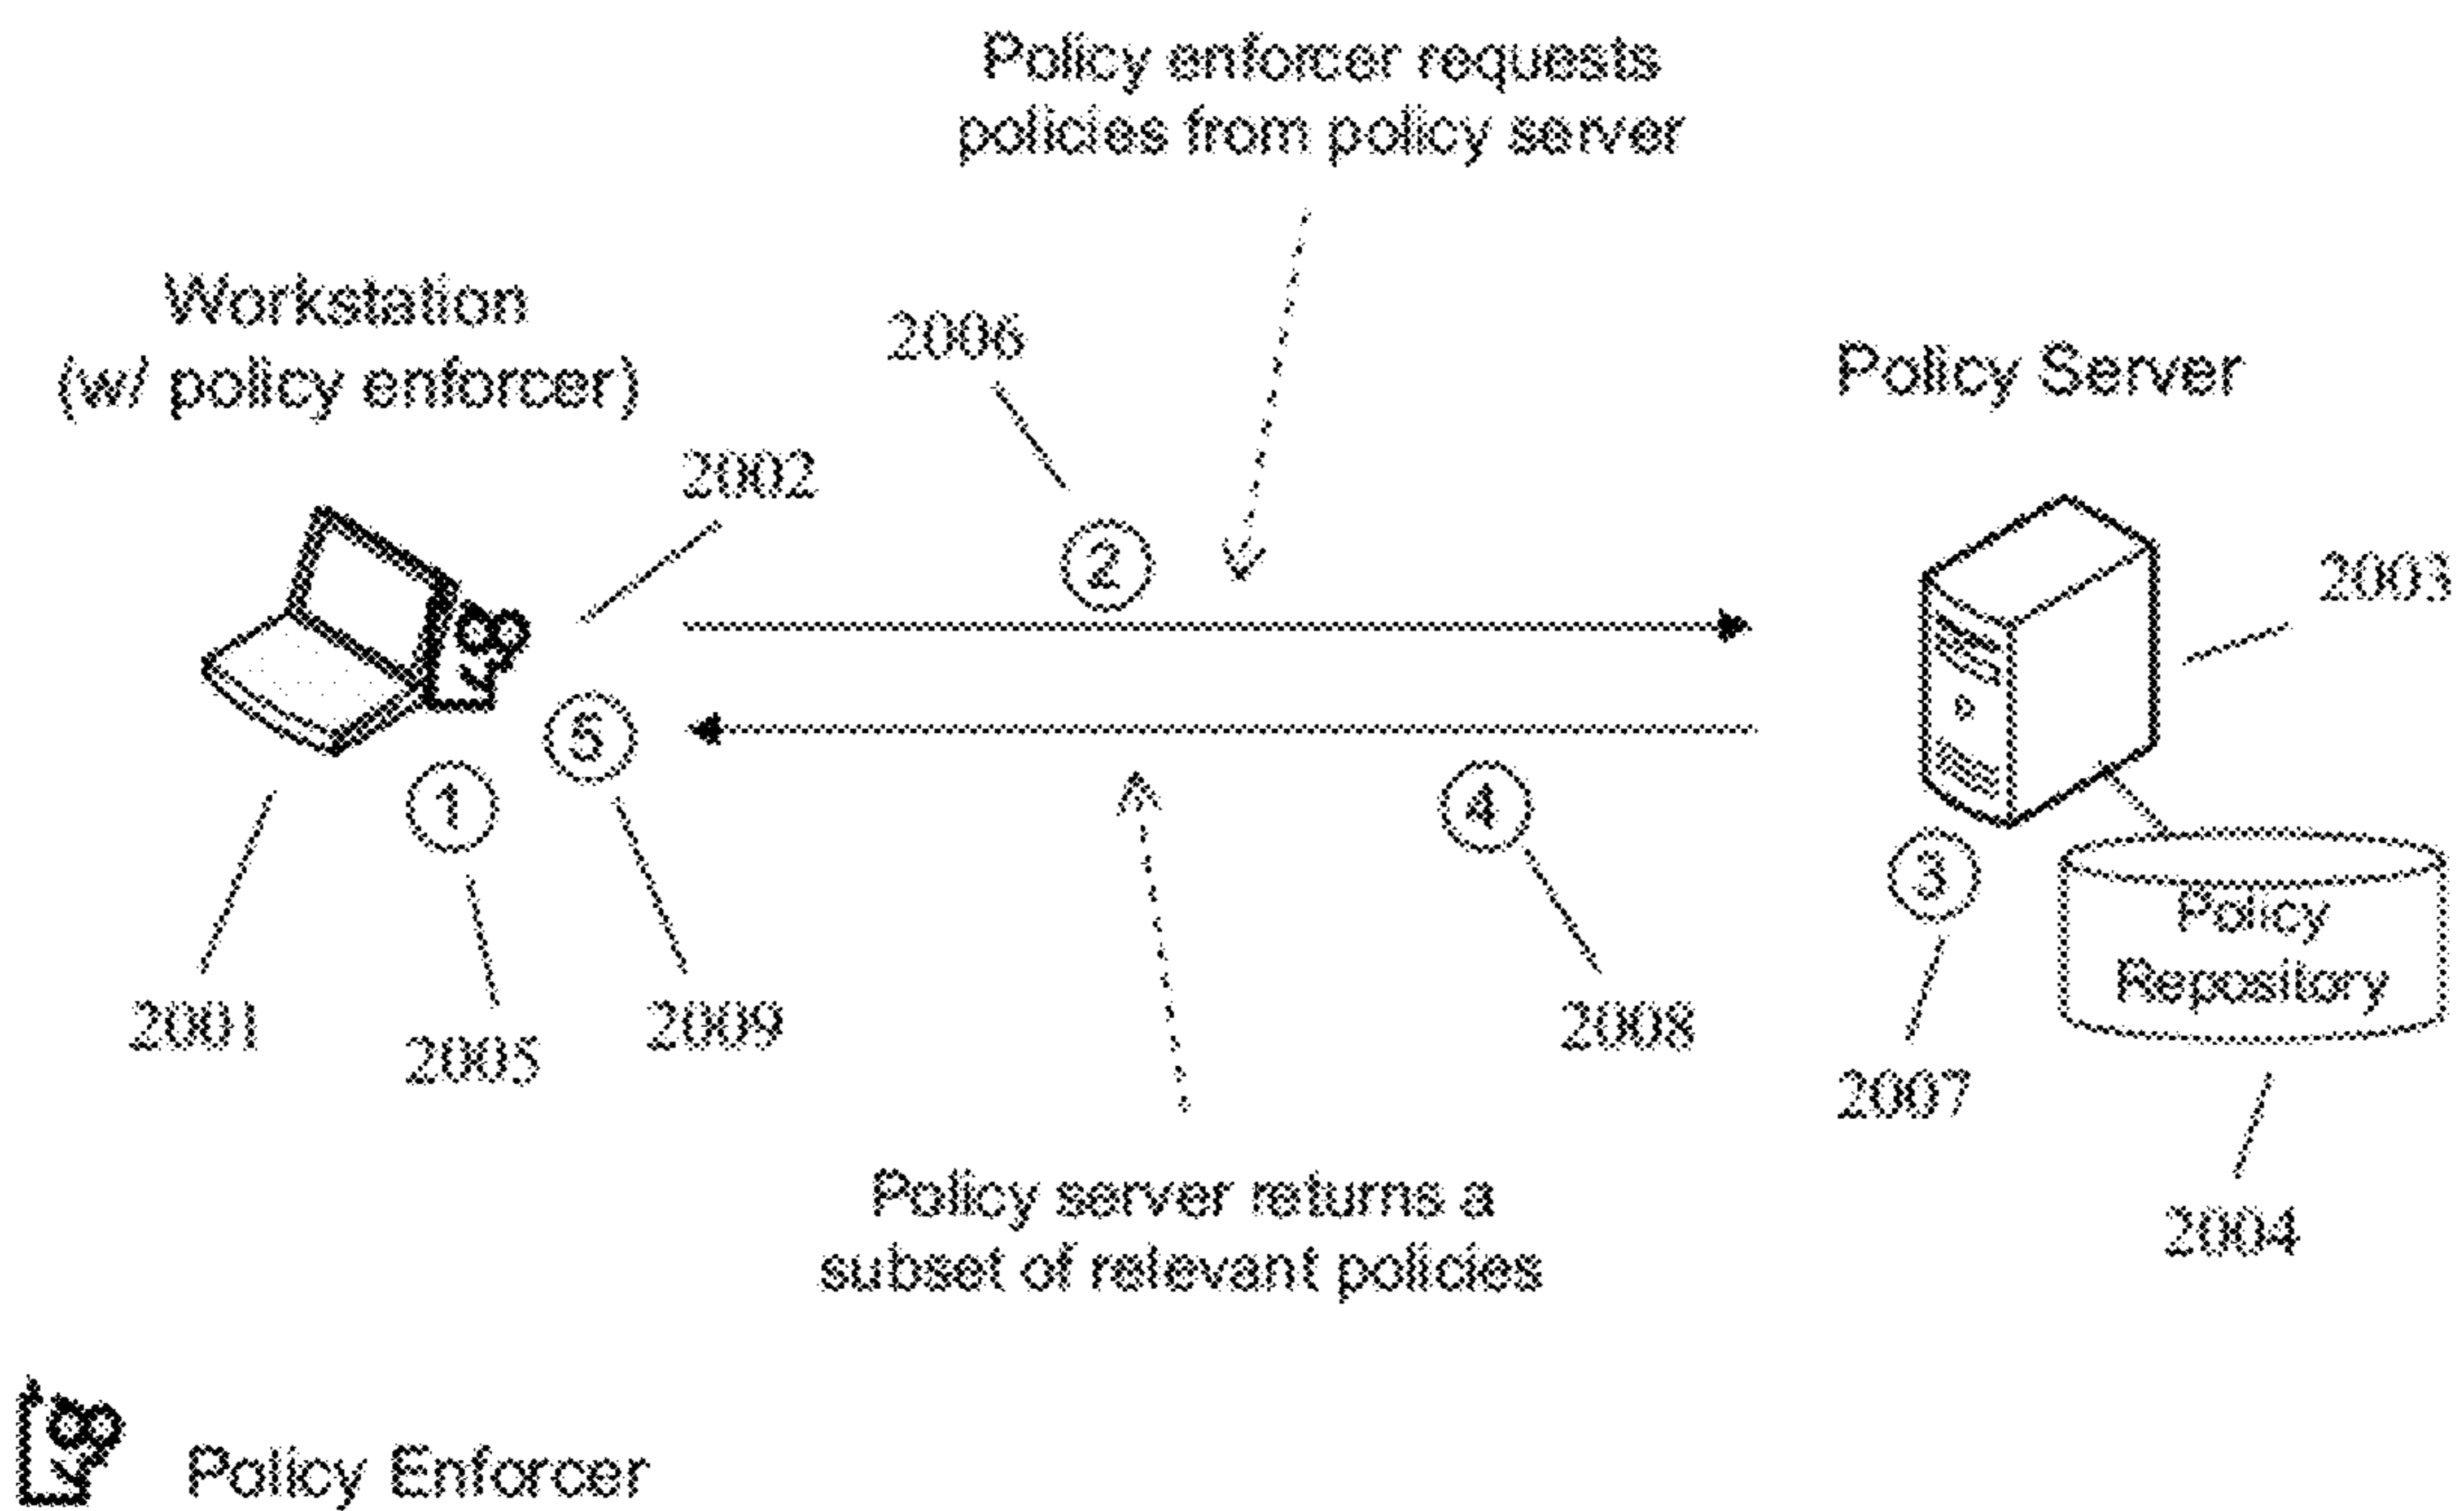 Policy enforcer requests
policies from policy server
Workstation
(w/ policy enforcer)
2006
Policy Server
2002
2003
2
5
1
4
3
Policy
Repository
2001
2005
2009
2008
2007
2004
Policy server returns a
subset of relevant policies
Policy Enforcer